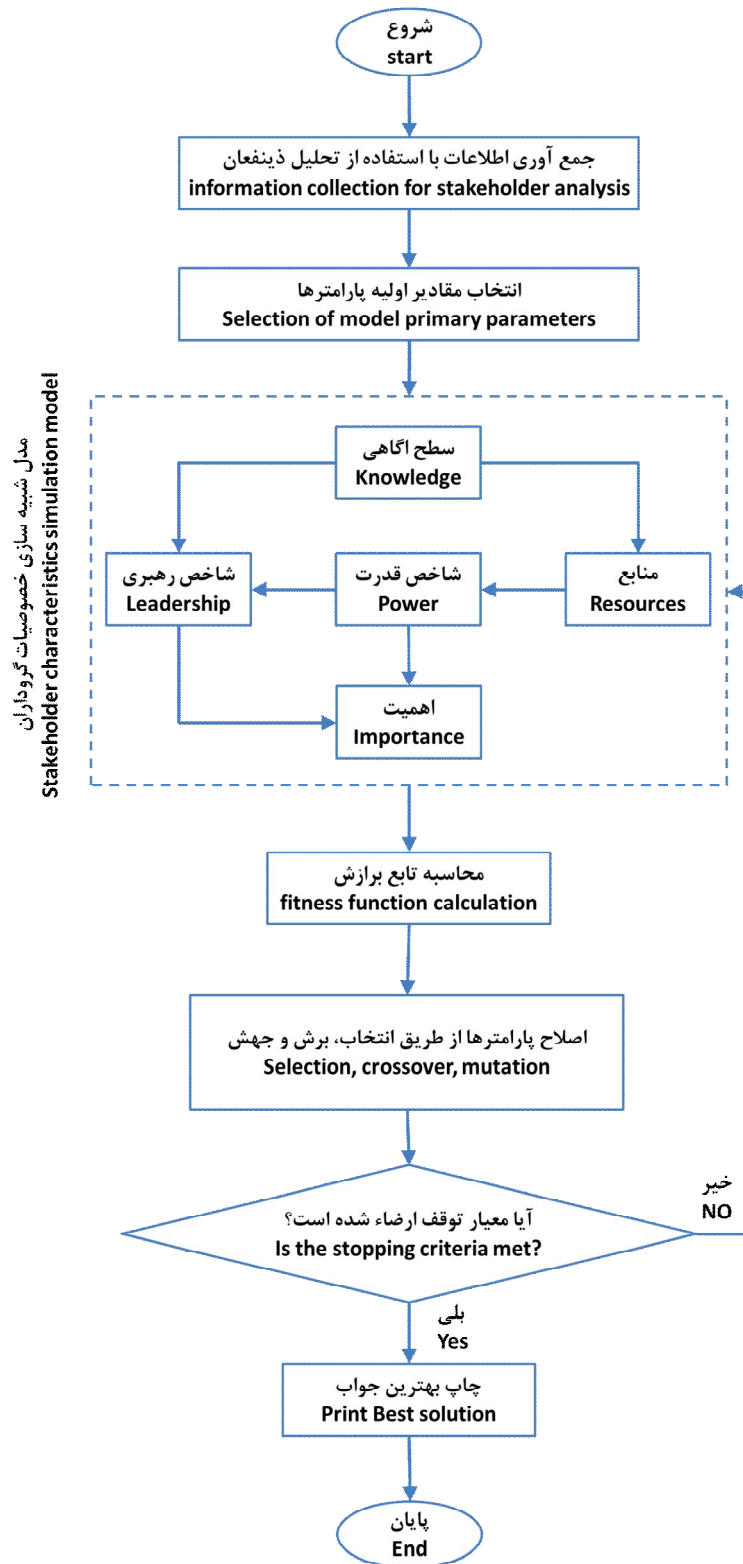 شروع
start
جمع آوری اطلاعات با استفاده از تحلیل ذینفعان
information collection for stakeholder analysis
انتخاب مقادیر اولیه پارامترها
Selection of model primary parameters
مدل شبیه سازی خصوصیات گروداران
Stakeholder characteristics simulation model
سطح اگاهی
Knowledge
شاخص رهبری
Leadership
شاخص قدرت
Power
منابع
Resources
اهمیت
Importance
محاسبه تابع برازش
fitness function calculation
اصلاح پارامترها از طریق انتخاب، برش و جهش
Selection, crossover, mutation
آیا معیار توقف ارضاء شده است؟
Is the stopping criteria met?
خیر
NO
بلی
Yes
چاپ بهترین جواب
Print Best solution
پایان
End